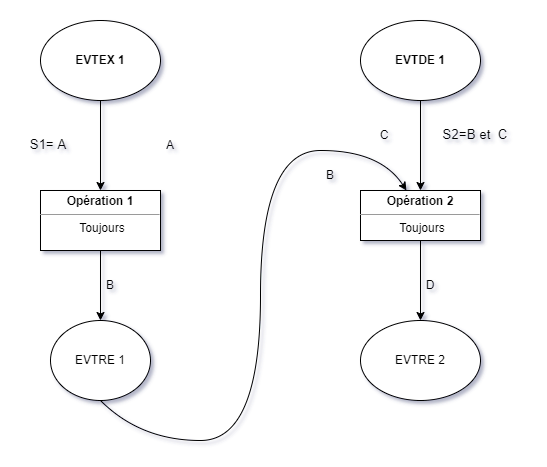 EVTEX 1
EVTDE 1
S1= A
A
C
S2=B et C
B
Opération 1
Toujours
Opération 2
Toujours
B
D
EVTRE 1
EVTRE 2